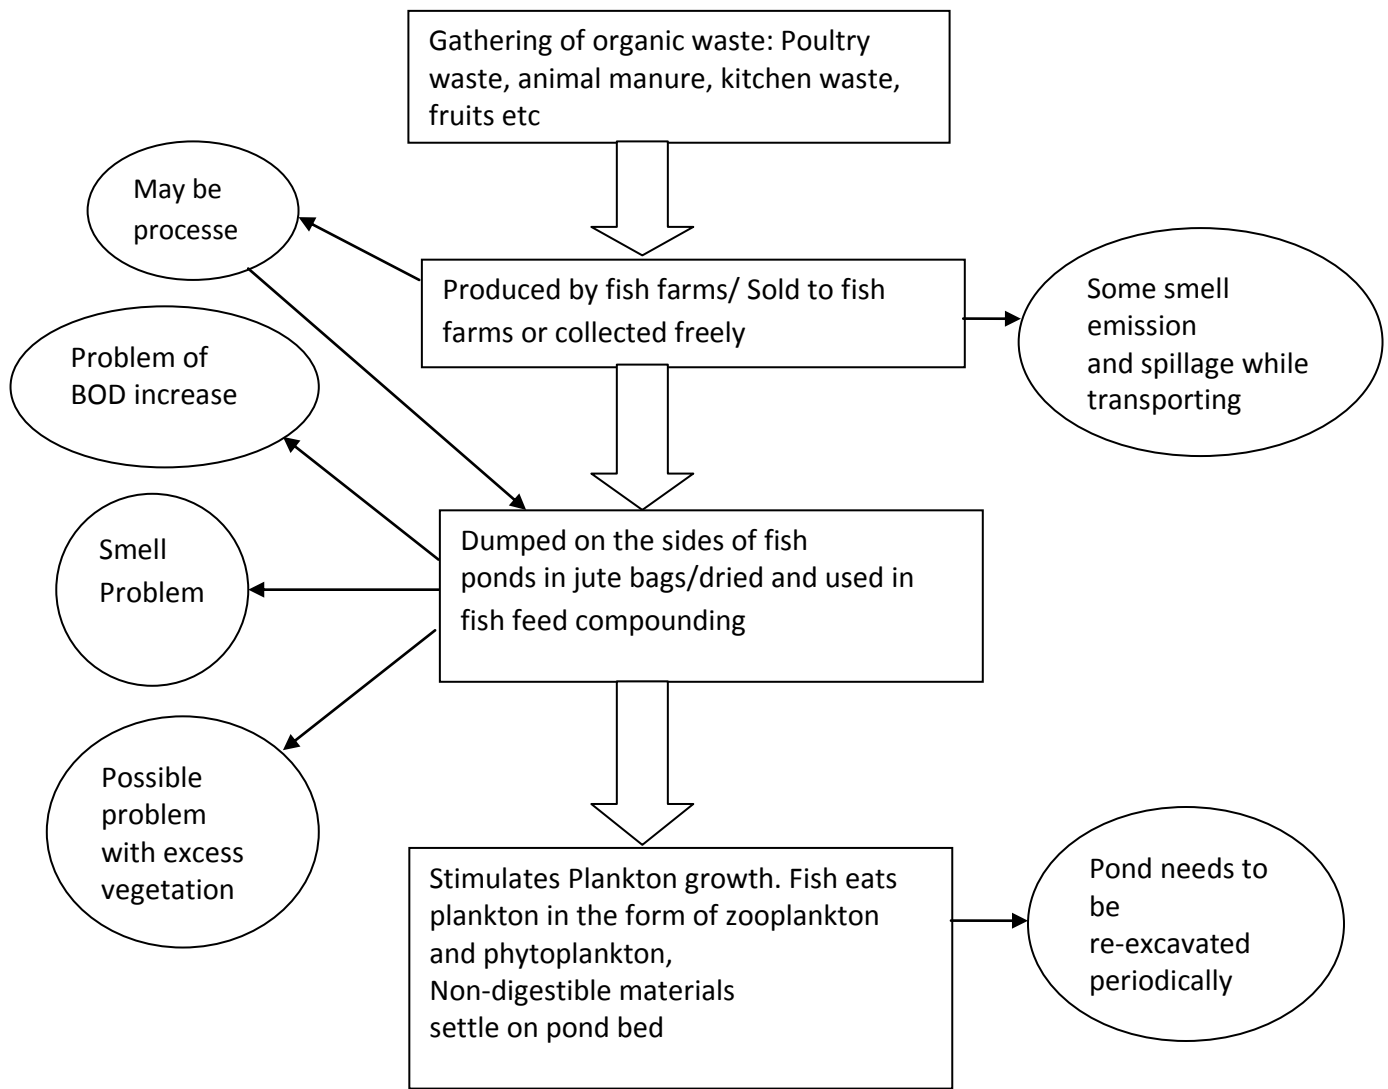 Gathering of organic waste: Poultry
waste, animal manure, kitchen waste,
fruits etc
May be
processe
Produced by fish farms/ Sold to fish
farms or collected freely
Some smell
emission
and spillage while
transporting
Problem of
BOD increase
Smell
Problem
Dumped on the sides of fish
ponds in jute bags/dried and used in
fish feed compounding
Possible
problem
with excess
vegetation
Stimulates Plankton growth. Fish eats
plankton in the form of zooplankton
and phytoplankton,
Non-digestible materials
settle on pond bed
Pond needs to
be
re-excavated
periodically